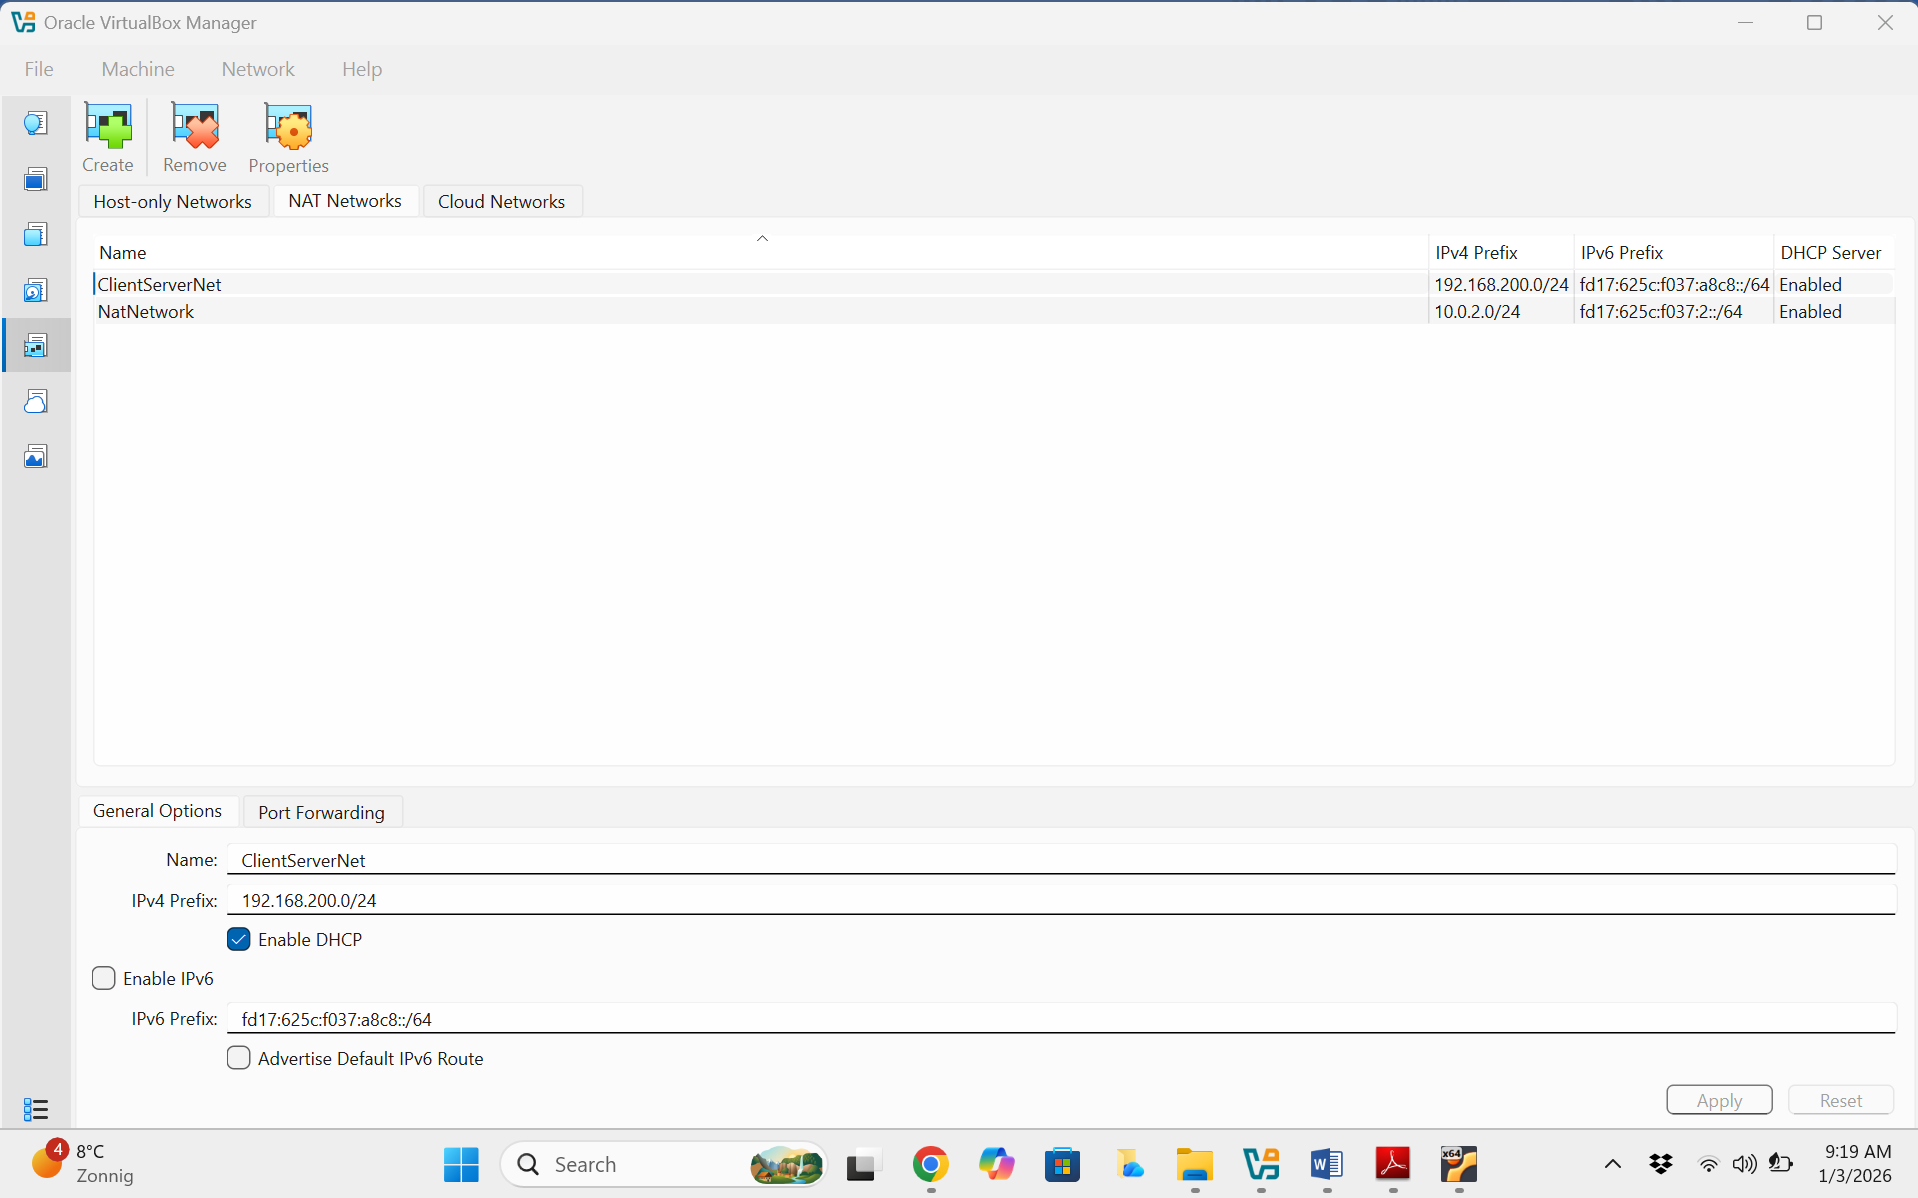 Oracle VirtualBox Manager
File Machine Network Help
Create Remove Properties
Host-only Networks NAT Networks Cloud Networks
Name IPv4 Prefix IPv6 Prefix DHCP Server
ClientServerNet 192.168.200.0/24 fd17:625c:f037:a8c8::/64 Enabled
NatNetwork 10.0.2.0/24 fd17:625c:f037:2::/64 Enabled
General Options Port Forwarding
Name: ClientServerNet
IPv4 Prefix: 192.168.200.0/24
Enable DHCP
Enable IPv6
IPv6 Prefix: fd17:625c:f037:a8c8::/64
Advertise Default IPv6 Route
Apply Reset
4 8°C
Zonnig
Search
x64
9:19 AM
1/3/2026